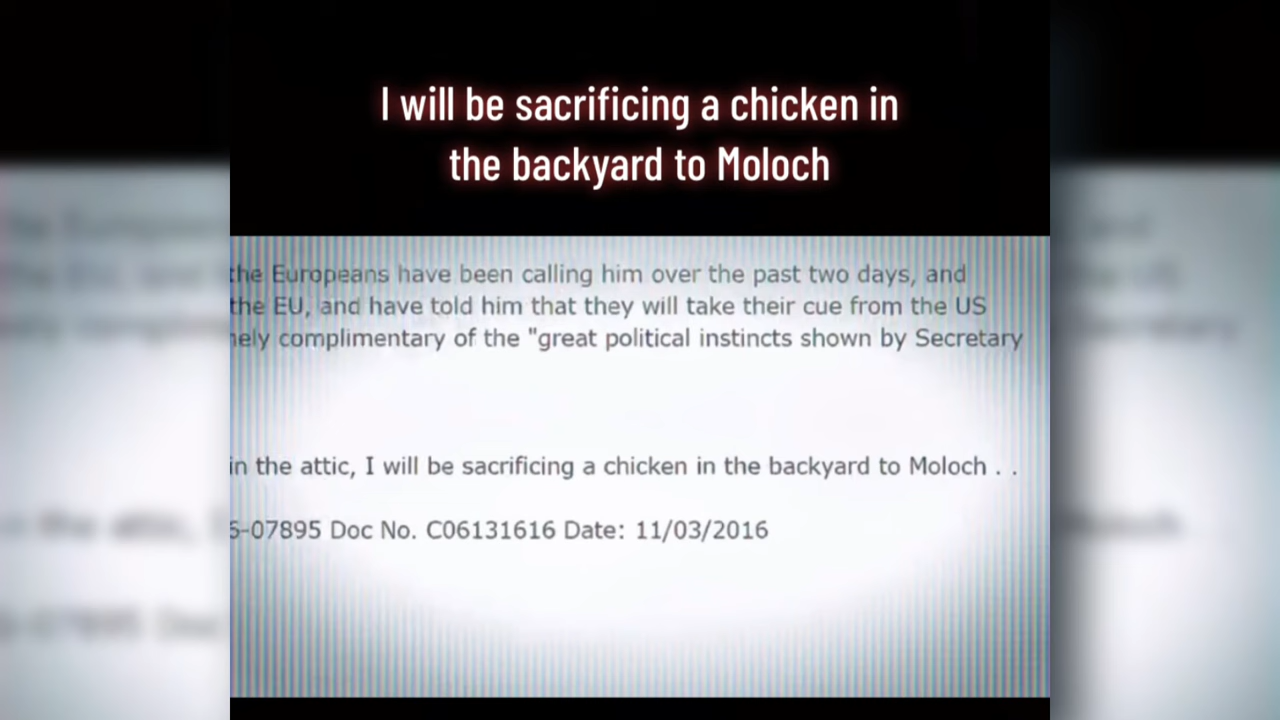 I will be sacrificing a chicken in
the backyard to Moloch
the Europeans have been calling him over the past two days, and
the EU, and have told him that they will take their cue from the US
nely complimentary of the "great political instincts shown by Secretary
in the attic, I will be sacrificing a chicken in the backyard to Moloch . .
6-07895 Doc No. C06131616 Date: 11/03/2016